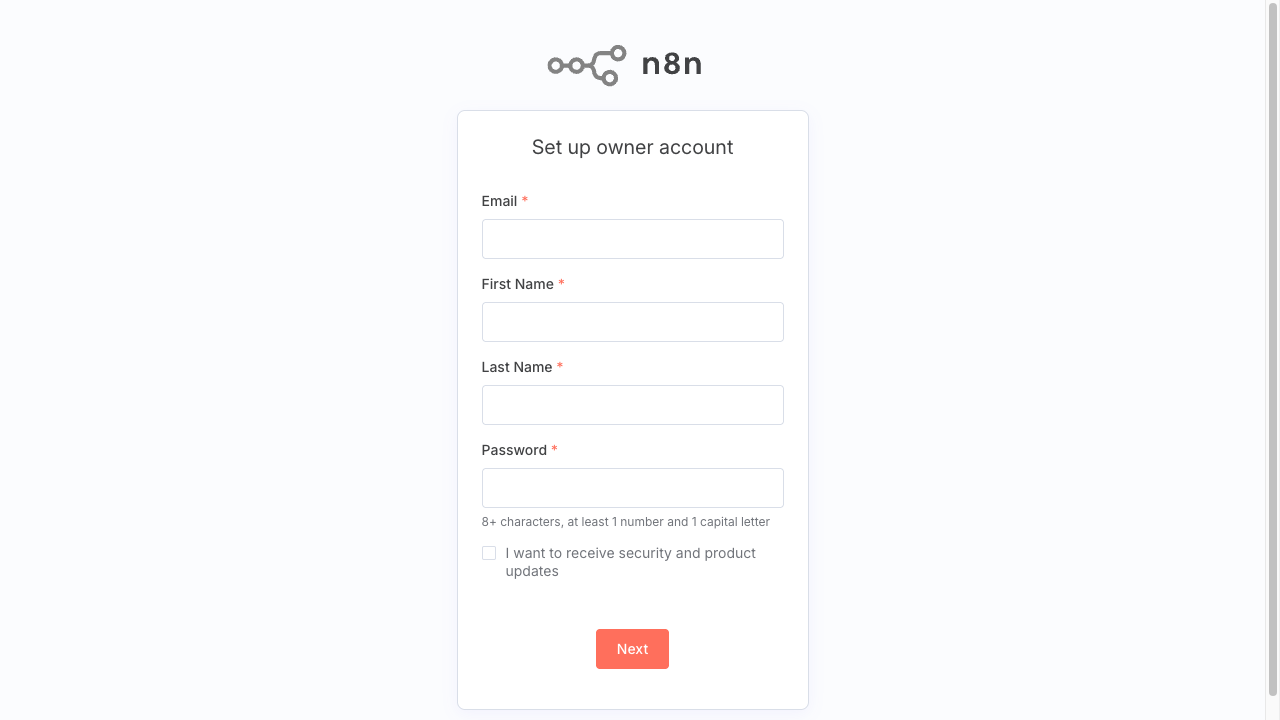 n8n
Set up owner account
Email *
First Name *
Last Name *
Password *
8+ characters, at least 1 number and 1 capital letter
I want to receive security and product
updates
Next